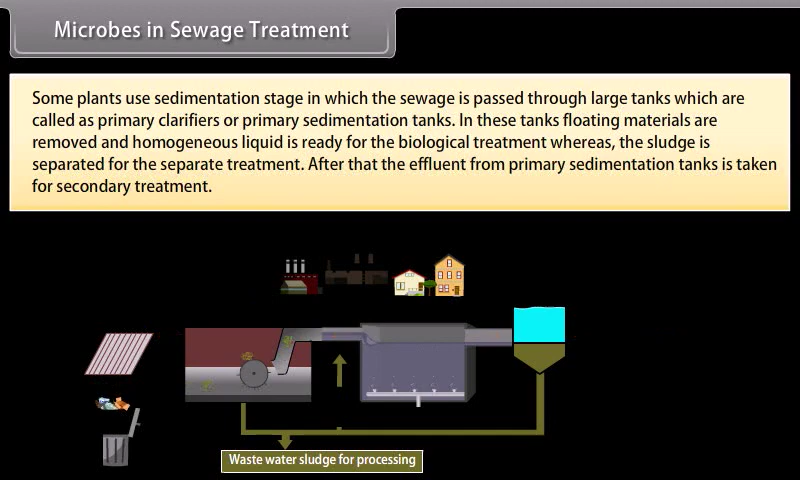 Microbes in Sewage Treatment
Some plants use sedimentation stage in which the sewage is passed through large tanks which are
called as primary clarifiers or primary sedimentation tanks. In these tanks floating materials are
removed and homogeneous liquid is ready for the biological treatment whereas, the sludge is
separated for the separate treatment. After that the effluent from primary sedimentation tanks is taken
for secondary treatment.
Waste water sludge for processing